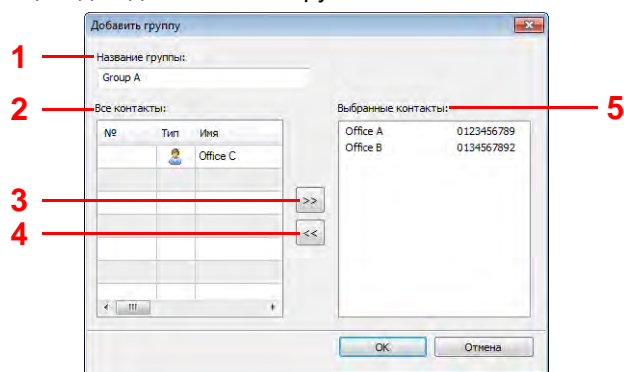 Добавить группу
1
Название группы:
Group A
2
Все контакты:
Выбранные контакты:
5
№ Тип Имя
Office C
Office A 0123456789
Office B 0134567892
3
>>
4
<<
OK
Отмена